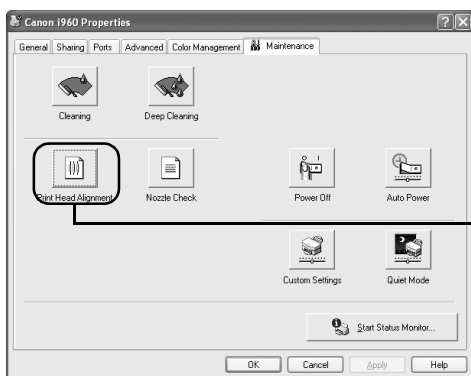 Canon i960 Properties
General Sharing Ports Advanced Color Management Maintenance
Cleaning Deep Cleaning
Print Head Alignment Nozzle Check Power Off Auto Power
Custom Settings Quiet Mode
Start Status Monitor...
OK Cancel Apply Help